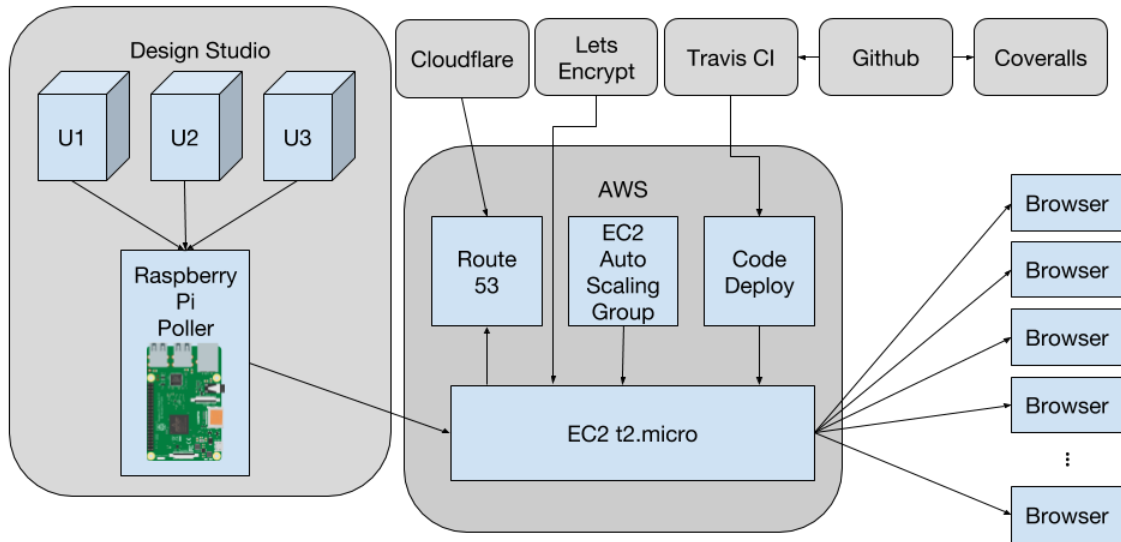 Design Studio
U1
U2
U3
Raspberry
Pi
Poller
Cloudflare
Lets
Encrypt
Travis CI
Github
Coveralls
AWS
Route
53
EC2
Auto
Scaling
Group
Code
Deploy
EC2 t2.micro
Browser
Browser
Browser
Browser
...
Browser